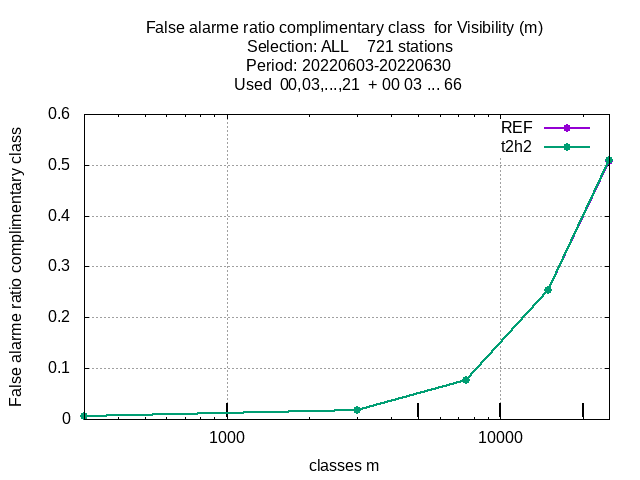 False alarme ratio complimentary class  for Visibility (m)
Selection: ALL    721 stations
Period: 20220603-20220630
Used  00,03,...,21  + 00 03 ... 66
False alarme ratio complimentary class
0.6
0.5
0.4
0.3
0.2
0.1
0
REF
t2h2
1000
10000
classes m